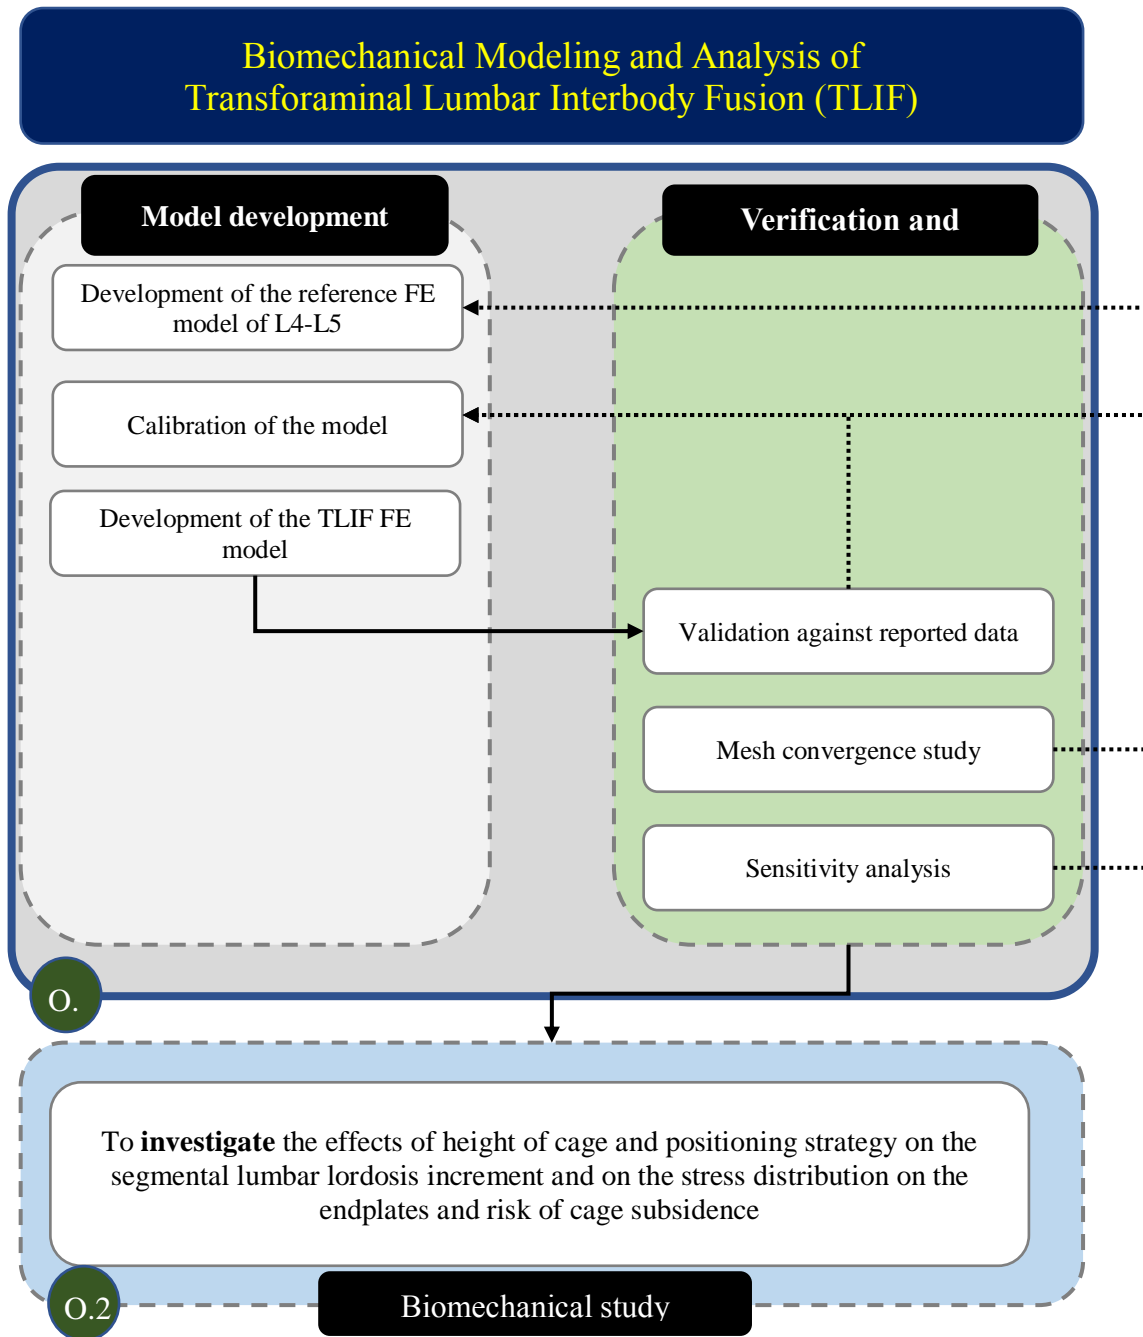 Biomechanical Modeling and Analysis of
Transforaminal Lumbar Interbody Fusion (TLIF)
Model development
Verification and
Development of the reference FE
model of L4-L5
Calibration of the model
Development of the TLIF FE
model
Validation against reported data
Mesh convergence study
Sensitivity analysis
O.
To investigate the effects of height of cage and positioning strategy on the
segmental lumbar lordosis increment and on the stress distribution on the
endplates and risk of cage subsidence
O.2
Biomechanical study